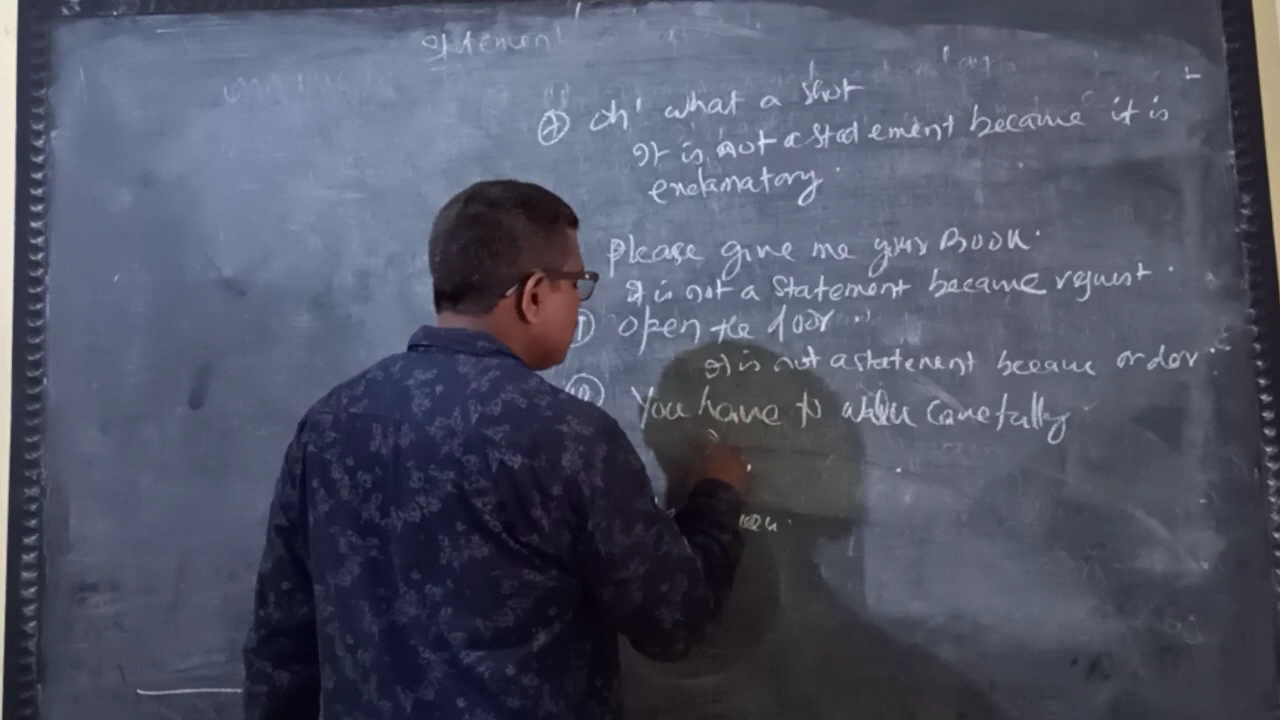 statement
oh! what a shot
It is not a statement because it is
exclamatory.
please give me your Book.
It is not a statement because request.
open the door.
It is not a statement because order.
You have to walk carefully